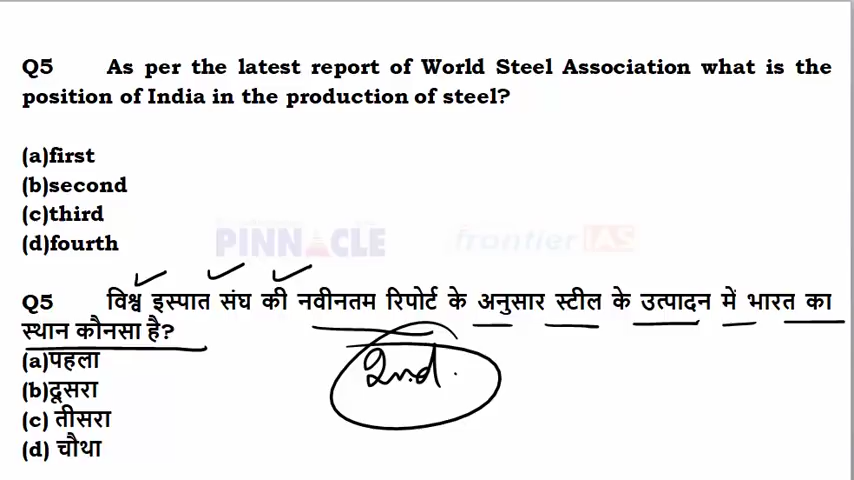 Q5 As per the latest report of World Steel Association what is the
position of India in the production of steel?
(a)first
(b)second
(c)third
(d)fourth
PINNACLE frontier IAS
Q5 विश्व इस्पात संघ की नवीनतम रिपोर्ट के अनुसार स्टील के उत्पादन में भारत का
स्थान कौनसा है?
(a)पहला
(b)दूसरा
2nd.
(c) तीसरा
(d) चौथा